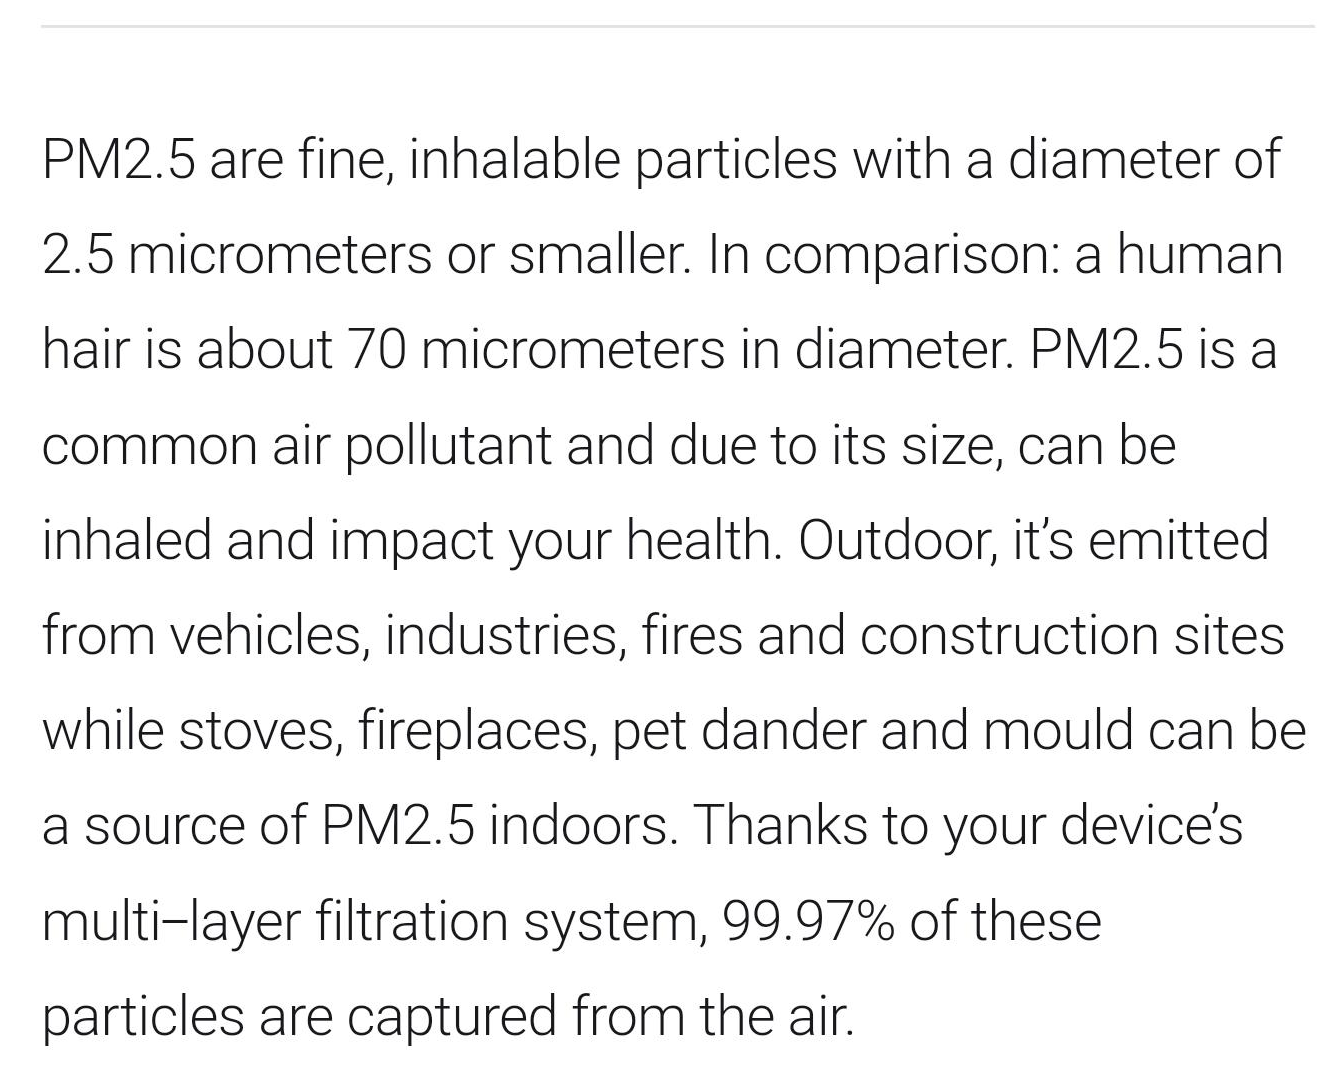 PM2.5 are fine, inhalable particles with a diameter of
2.5 micrometers or smaller. In comparison: a human
hair is about 70 micrometers in diameter. PM2.5 is a
common air pollutant and due to its size, can be
inhaled and impact your health. Outdoor, it’s emitted
from vehicles, industries, fires and construction sites
while stoves, fireplaces, pet dander and mould can be
a source of PM2.5 indoors. Thanks to your device’s
multi–layer filtration system, 99.97% of these
particles are captured from the air.